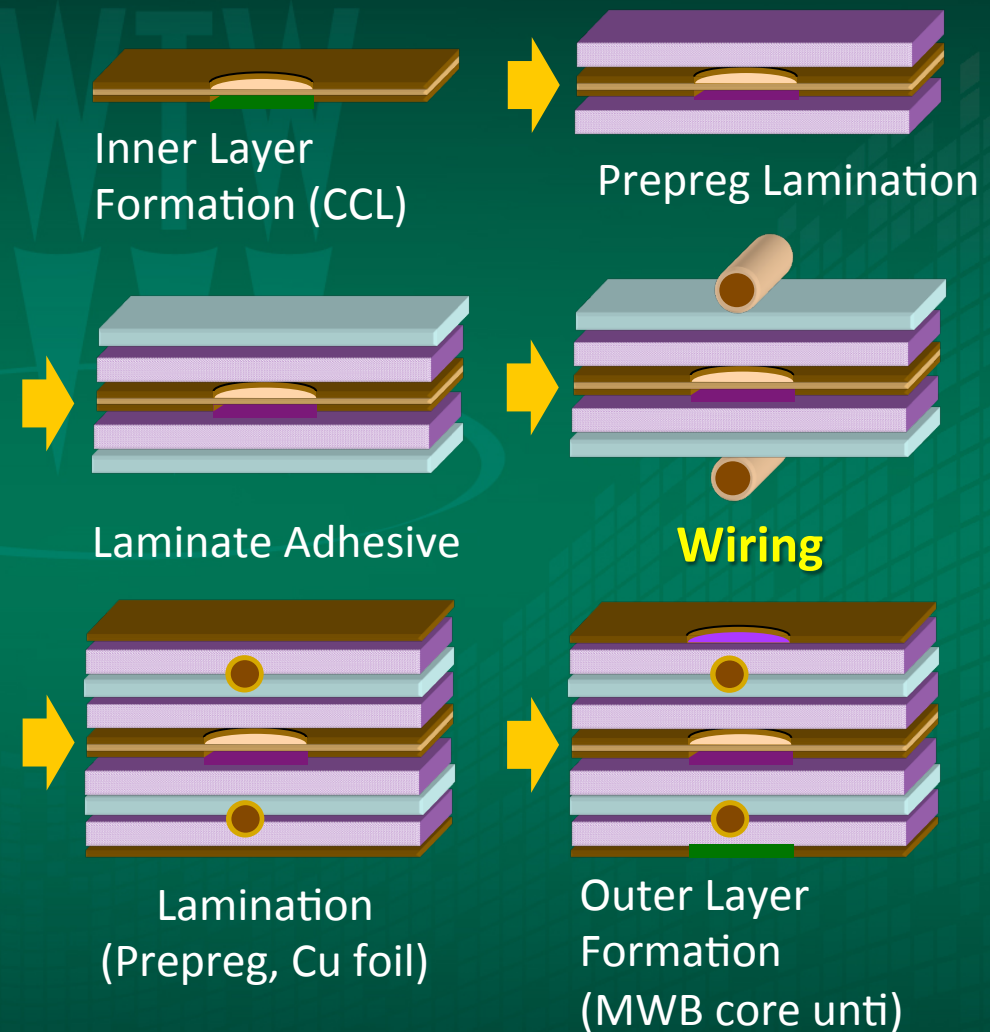 WTW
Inner Layer
Formation (CCL)
Prepreg Lamination
Laminate Adhesive
Wiring
Lamination
(Prepreg, Cu foil)
Outer Layer
Formation
(MWB core unti)